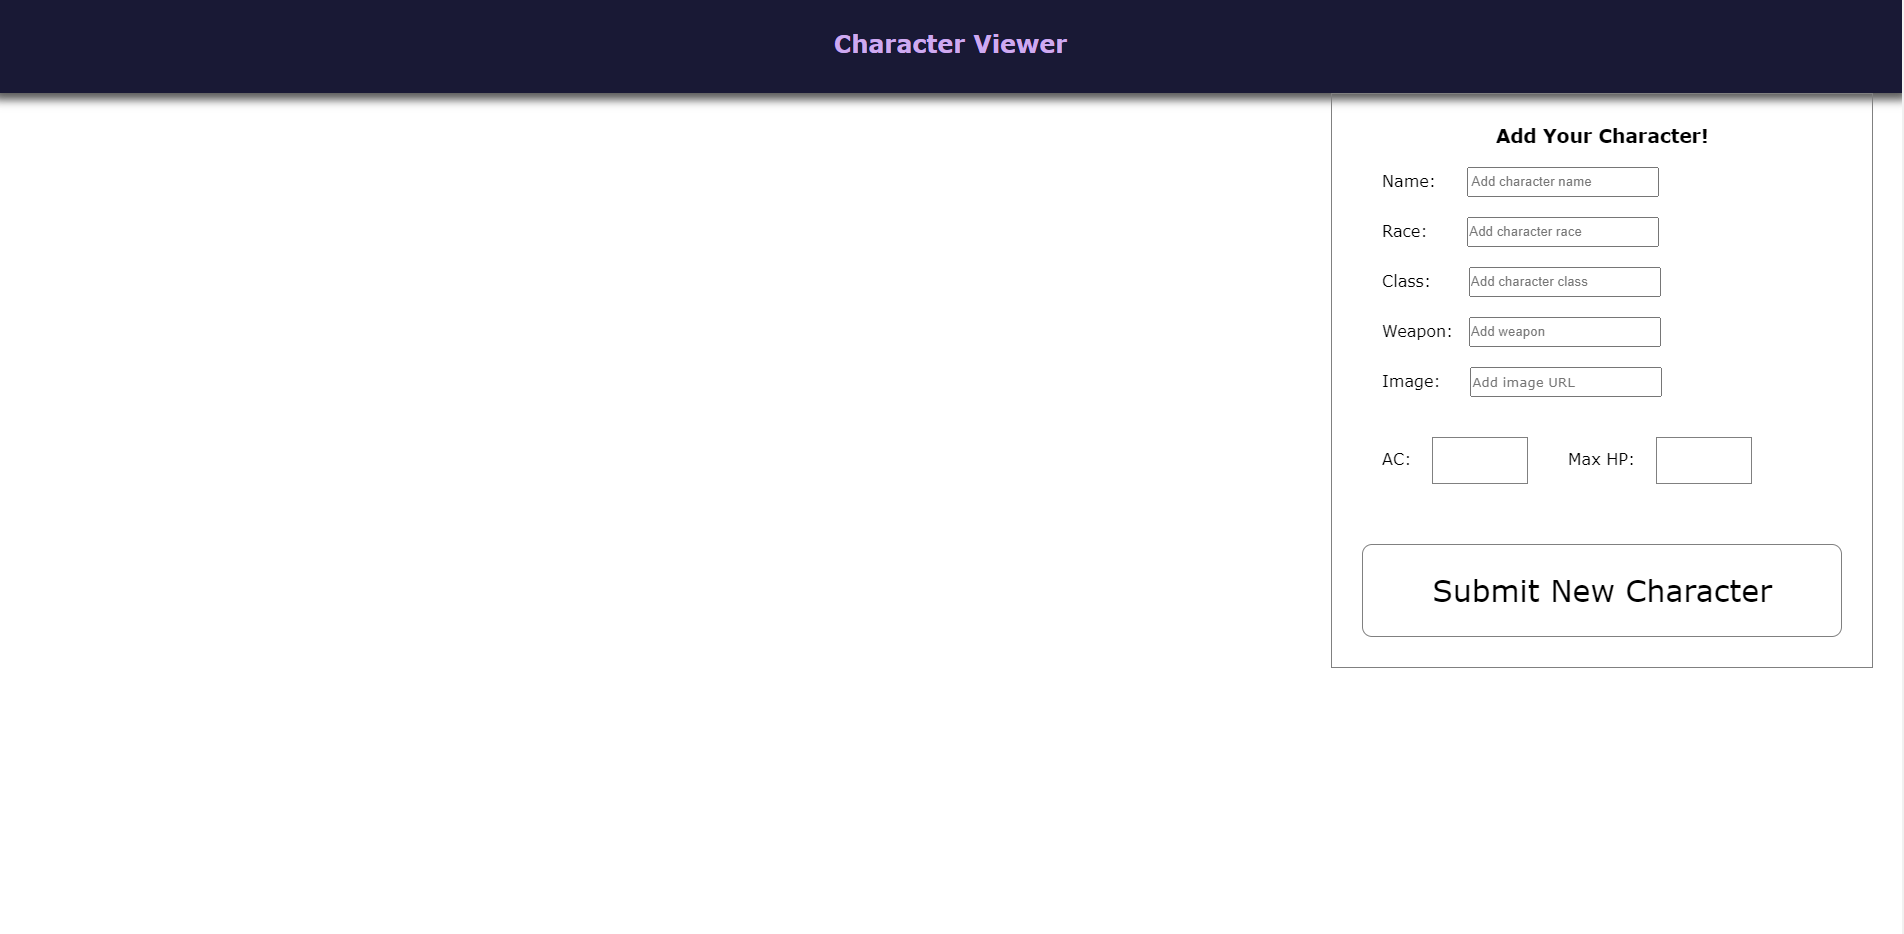 Character Viewer
Add Your Character!
Name: Add character name
Race: Add character race
Class: Add character class
Weapon: Add weapon
Image: Add image URL
AC: Max HP:
Submit New Character